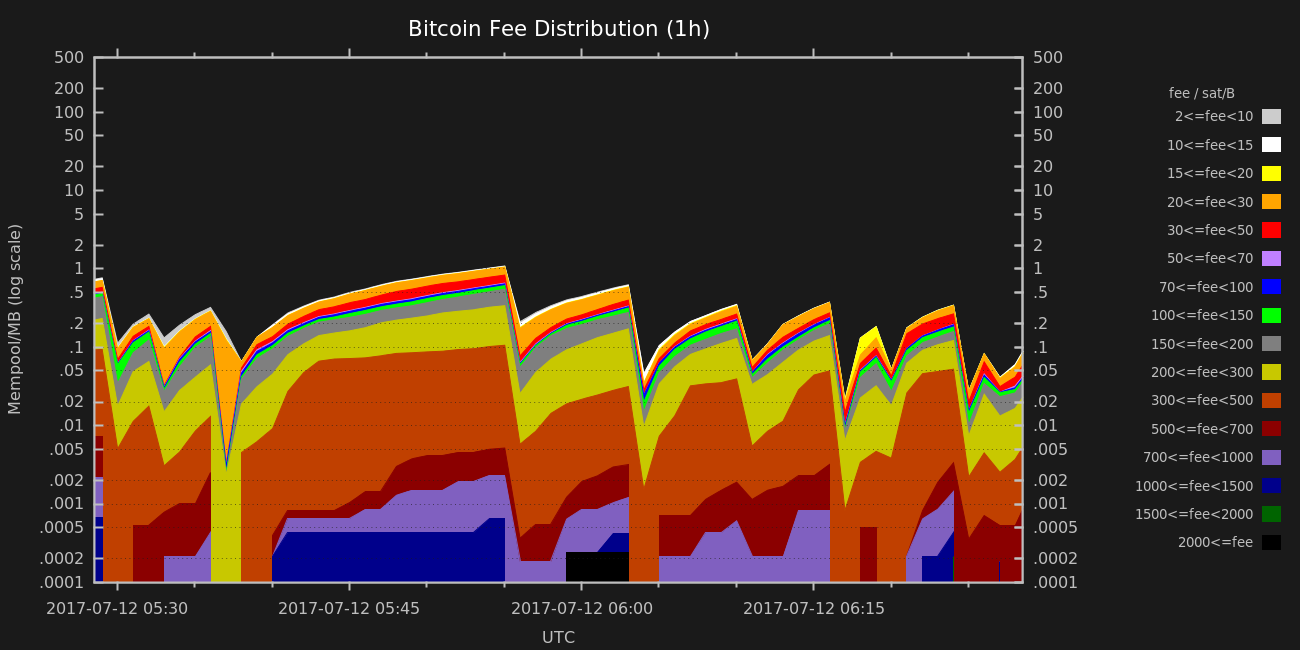 Bitcoin Fee Distribution (1h)
500
200
100
50
20
10
5
2
1
.5
.2
.1
.05
.02
.01
.005
.002
.001
.0005
.0002
.0001
Mempool/MB (log scale)
500
200
100
50
20
10
5
2
1
.5
.2
.1
.05
.02
.01
.005
.002
.001
.0005
.0002
.0001
2017-07-12 05:30
2017-07-12 05:45
2017-07-12 06:00
2017-07-12 06:15
UTC
fee / sat/B
2<=fee<10
10<=fee<15
15<=fee<20
20<=fee<30
30<=fee<50
50<=fee<70
70<=fee<100
100<=fee<150
150<=fee<200
200<=fee<300
300<=fee<500
500<=fee<700
700<=fee<1000
1000<=fee<1500
1500<=fee<2000
2000<=fee